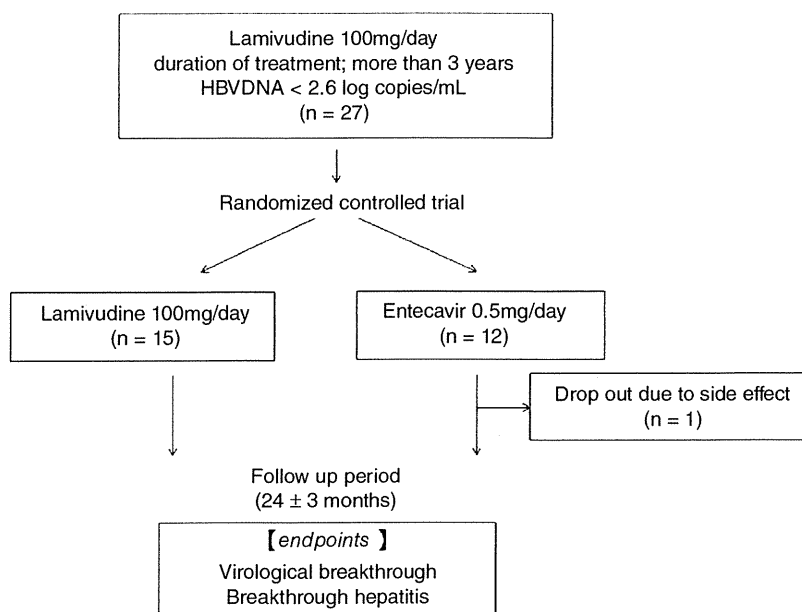 Lamivudine 100mg/day
duration of treatment; more than 3 years
HBVDNA < 2.6 log copies/mL
(n = 27)
Randomized controlled trial
Lamivudine 100mg/day
(n = 15)
Entecavir 0.5mg/day
(n = 12)
Drop out due to side effect
(n = 1)
Follow up period
(24 ± 3 months)
【endpoints 】
Virological breakthrough
Breakthrough hepatitis